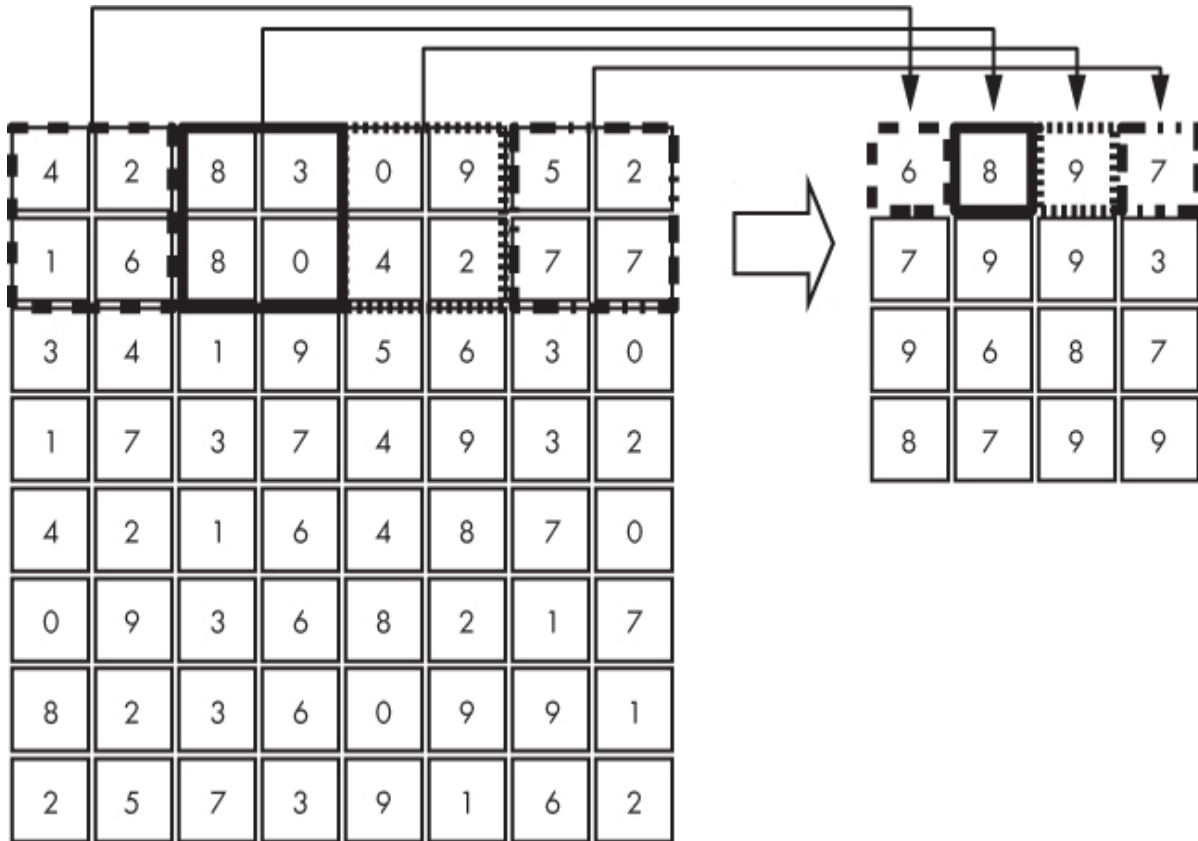 4 2 8 3 0 9 5 2 6 8 9 7
1 6 8 0 4 2 7 7 7 9 9 3
3 4 1 9 5 6 3 0 9 6 8 7
1 7 3 7 4 9 3 2 8 7 9 9
4 2 1 6 4 8 7 0
0 9 3 6 8 2 1 7
8 2 3 6 0 9 9 1
2 5 7 3 9 1 6 2